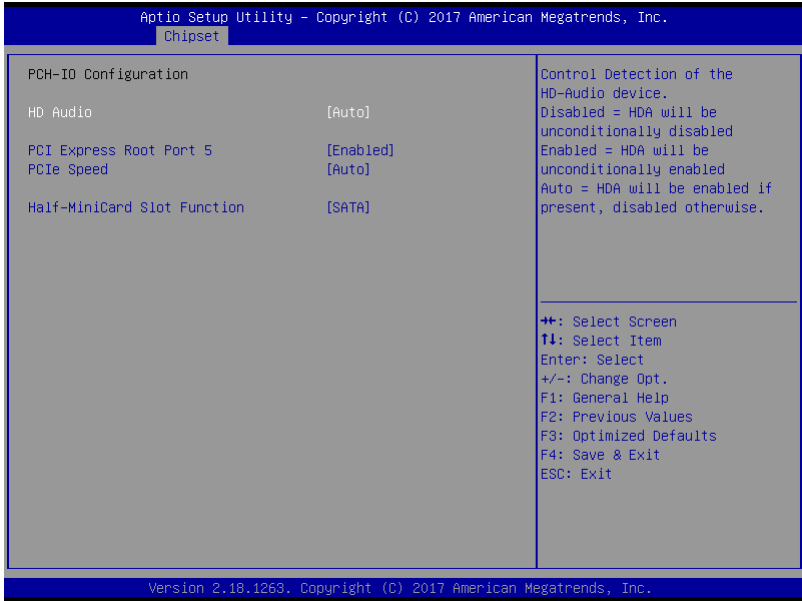 Aptio Setup Utility – Copyright (C) 2017 American Megatrends, Inc.
Chipset
PCH-IO Configuration
HD Audio [Auto]
PCI Express Root Port 5 [Enabled]
PCIe Speed [Auto]
Half-MiniCard Slot Function [SATA]
Control Detection of the
HD-Audio device.
Disabled = HDA will be
unconditionally disabled
Enabled = HDA will be
unconditionally enabled
Auto = HDA will be enabled if
present, disabled otherwise.
→←: Select Screen
↑↓: Select Item
Enter: Select
+/-: Change Opt.
F1: General Help
F2: Previous Values
F3: Optimized Defaults
F4: Save & Exit
ESC: Exit
Version 2.18.1263. Copyright (C) 2017 American Megatrends, Inc.